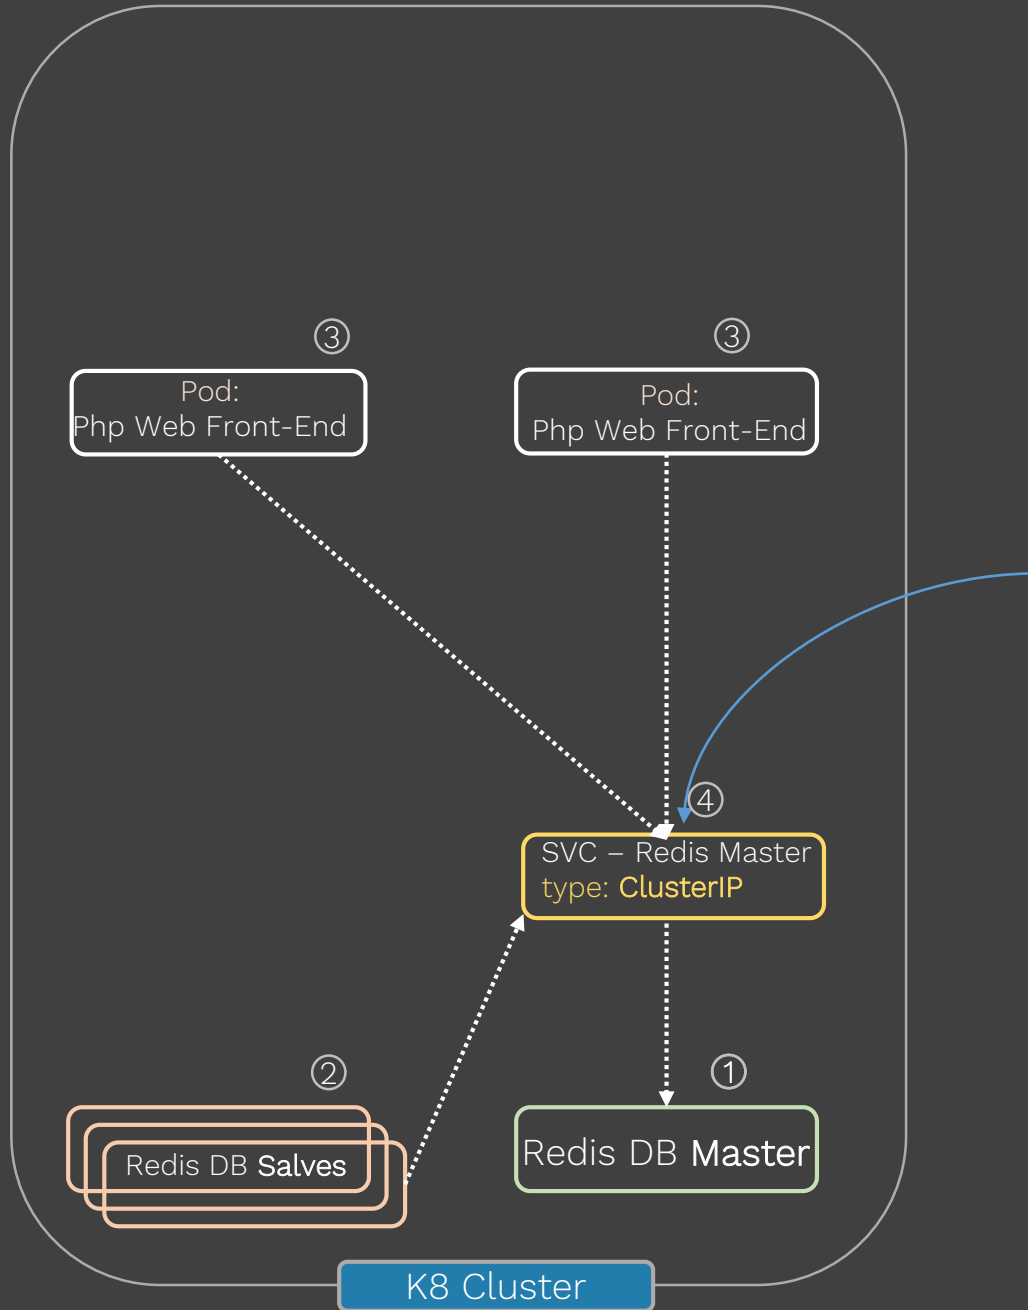 ③
③
Pod:
Php Web Front-End
Pod:
Php Web Front-End
④
SVC – Redis Master
type: ClusterIP
②
①
Redis DB Salves
Redis DB Master
K8 Cluster